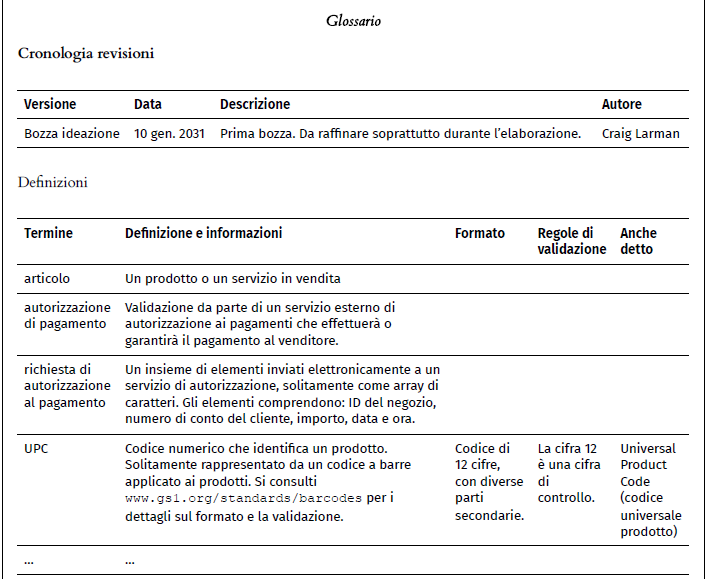 Glossario
Cronologia revisioni
Versione Data Descrizione Autore
Bozza ideazione 10 gen. 2031 Prima bozza. Da raffinare soprattutto durante l'elaborazione. Craig Larman
Definizioni
Termine Definizione e informazioni Formato Regole di validazione Anche detto
articolo Un prodotto o un servizio in vendita
autorizzazione di pagamento
Validazione da parte di un servizio esterno di
autorizzazione ai pagamenti che effettuerà o
garantirà il pagamento al venditore.
richiesta di autorizzazione al pagamento
Un insieme di elementi inviati elettronicamente a un
servizio di autorizzazione, solitamente come array di
caratteri. Gli elementi comprendono: ID del negozio,
numero di conto del cliente, importo, data e ora.
UPC
Codice numerico che identifica un prodotto.
Solitamente rappresentato da un codice a barre
applicato ai prodotti. Si consulti
www.gs1.org/standards/barcodes per i
dettagli sul formato e la validazione.
Codice di
12 cifre,
con diverse
parti
secondarie.
La cifra 12
è una cifra
di
controllo.
Universal
Product
Code
(codice
universale
prodotto)
... ...